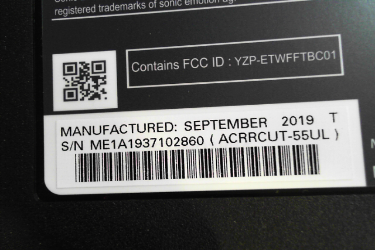 registered trademarks of sonic emotion ag.
Contains FCC ID : YZP-ETWFFTBC01
MANUFACTURED: SEPTEMBER 2019 T
S/N ME1A1937102860 ( ACRRCUT-55UL )